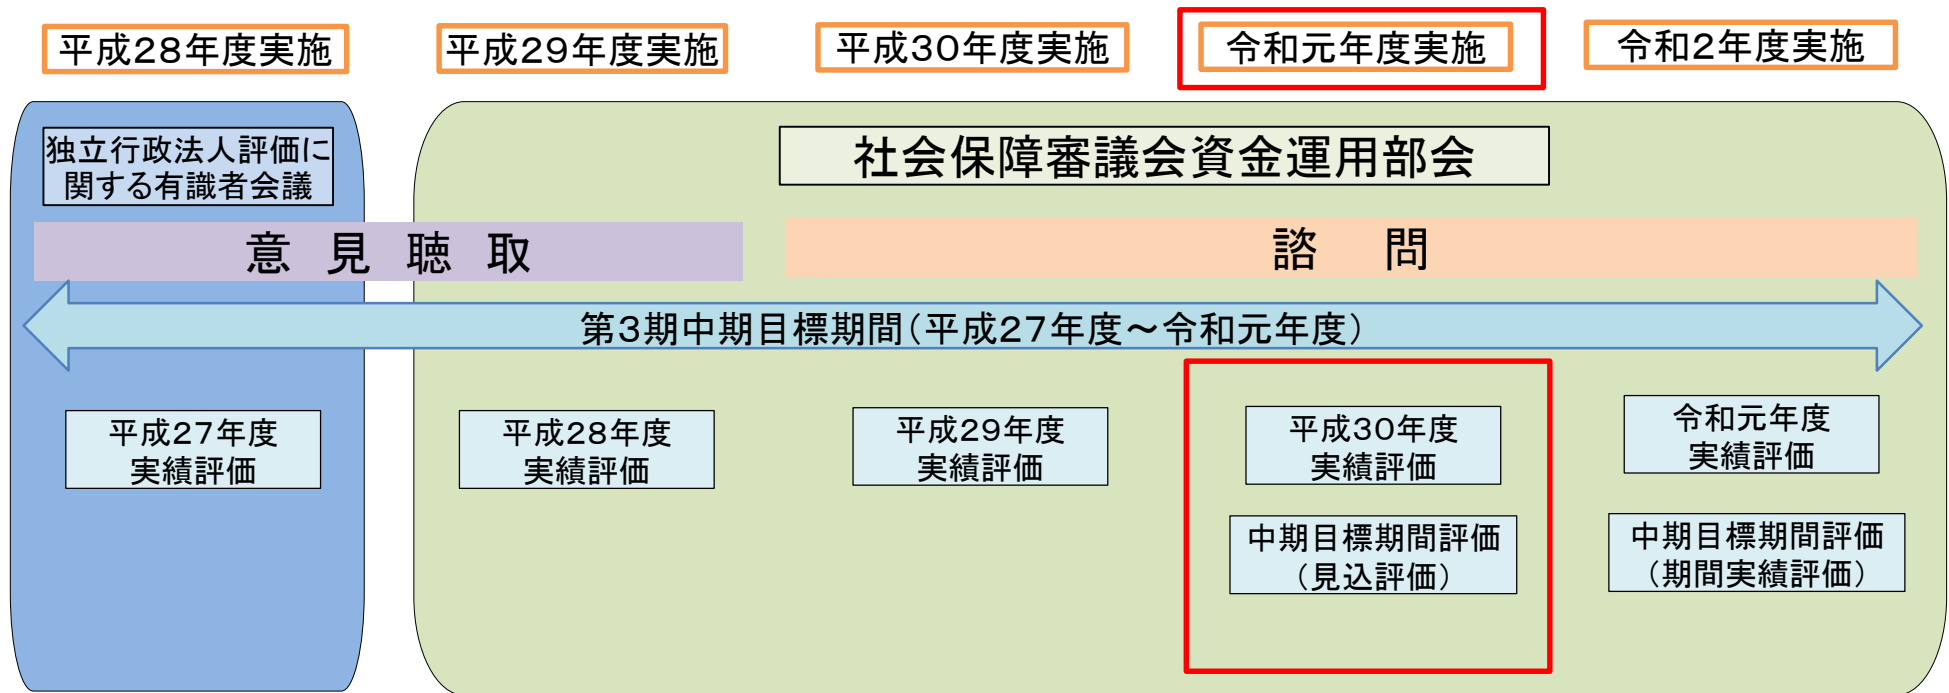 平成28年度実施
平成29年度実施
平成30年度実施
令和元年度実施
令和2年度実施
独立行政法人評価に
関する有識者会議
社会保障審議会資金運用部会
意見聴取
諮問
第3期中期目標期間(平成27年度～令和元年度)
平成27年度
実績評価
平成28年度
実績評価
平成29年度
実績評価
平成30年度
実績評価
令和元年度
実績評価
中期目標期間評価
(見込評価)
中期目標期間評価
(期間実績評価)